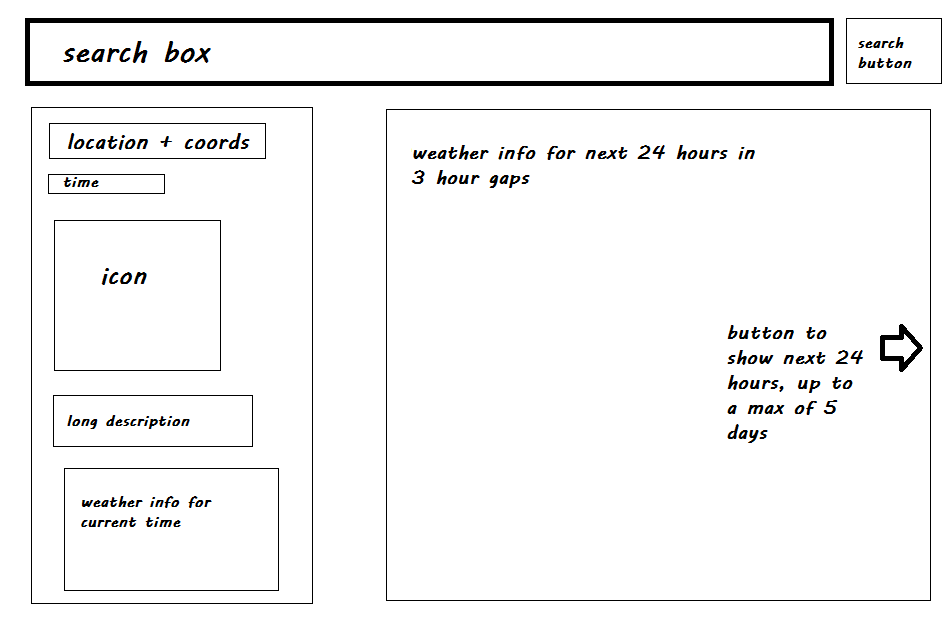 search box
search
button
location + coords
time
icon
long description
weather info for
current time
weather info for next 24 hours in
3 hour gaps
button to
show next 24
hours, up to
a max of 5
days